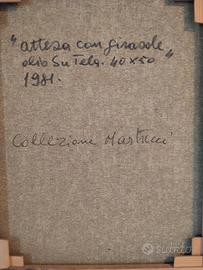 "attesa con girasole"
olio su Tela. 40x50
1981.
Collezione Martucci
subito